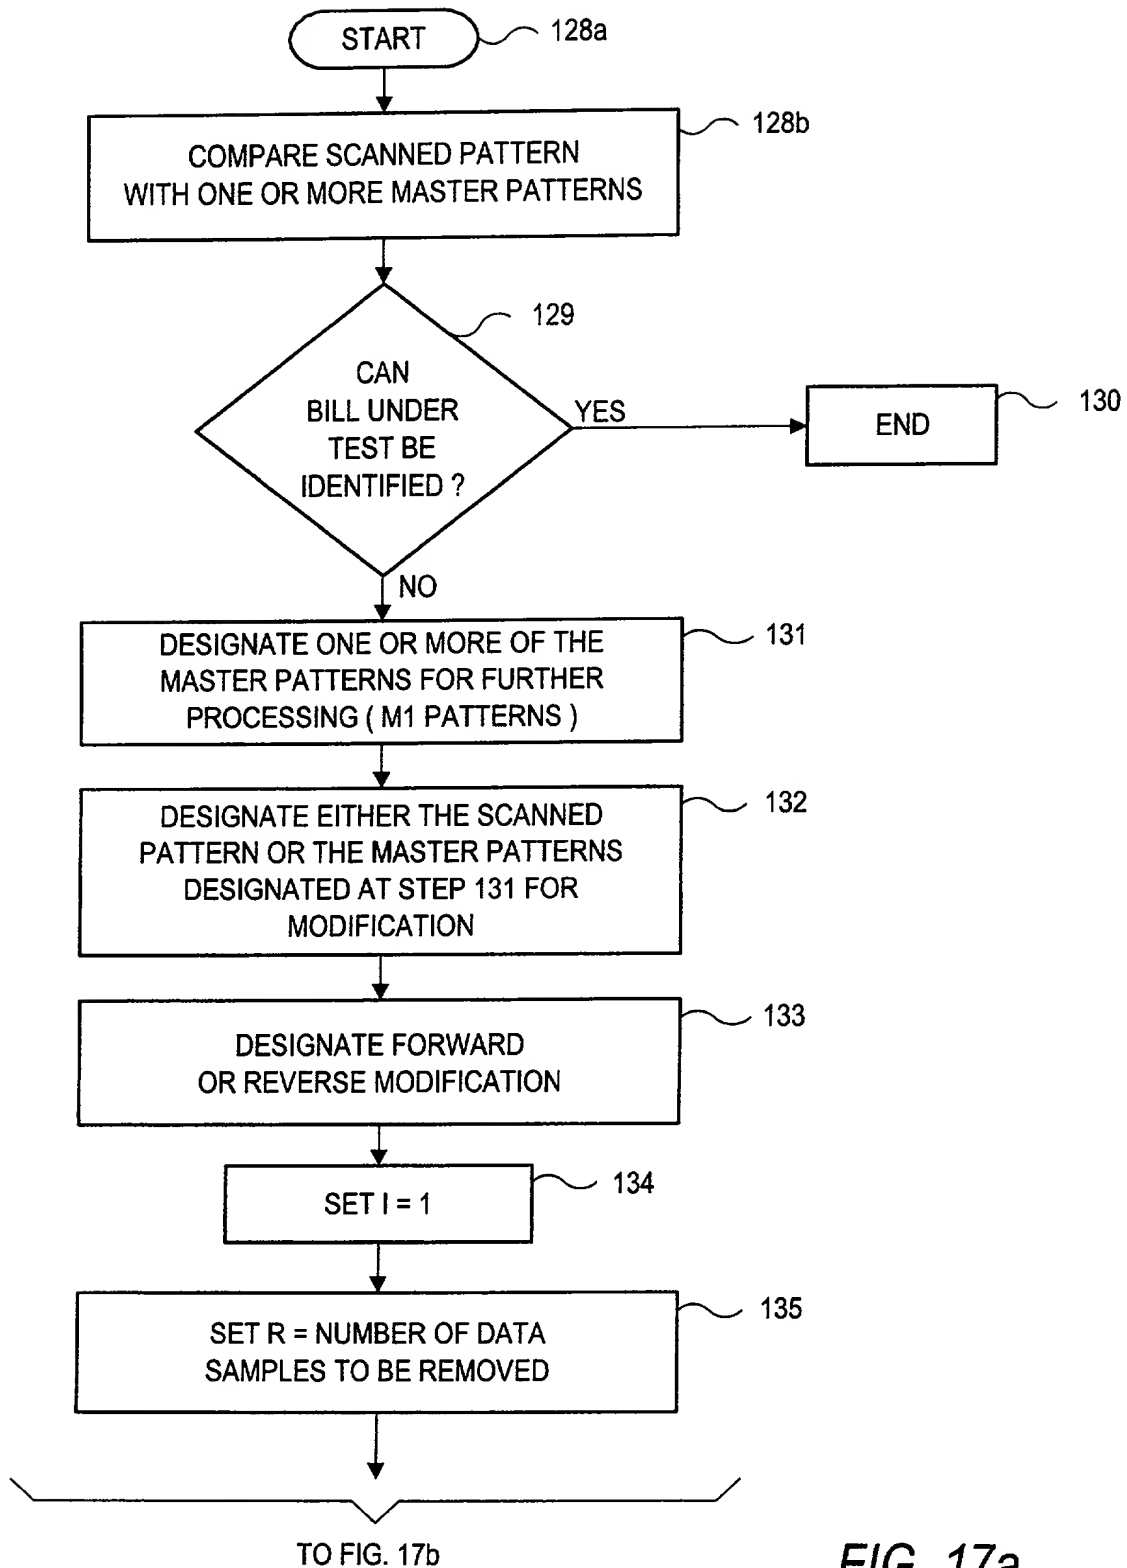 START
128a
COMPARE SCANNED PATTERN
WITH ONE OR MORE MASTER PATTERNS
128b
129
CAN
BILL UNDER
TEST BE
IDENTIFIED ?
YES
END
130
NO
DESIGNATE ONE OR MORE OF THE
MASTER PATTERNS FOR FURTHER
PROCESSING ( M1 PATTERNS )
131
DESIGNATE EITHER THE SCANNED
PATTERN OR THE MASTER PATTERNS
DESIGNATED AT STEP 131 FOR
MODIFICATION
132
DESIGNATE FORWARD
OR REVERSE MODIFICATION
133
SET I = 1
134
SET R = NUMBER OF DATA
SAMPLES TO BE REMOVED
135
TO FIG. 17b
FIG. 17a